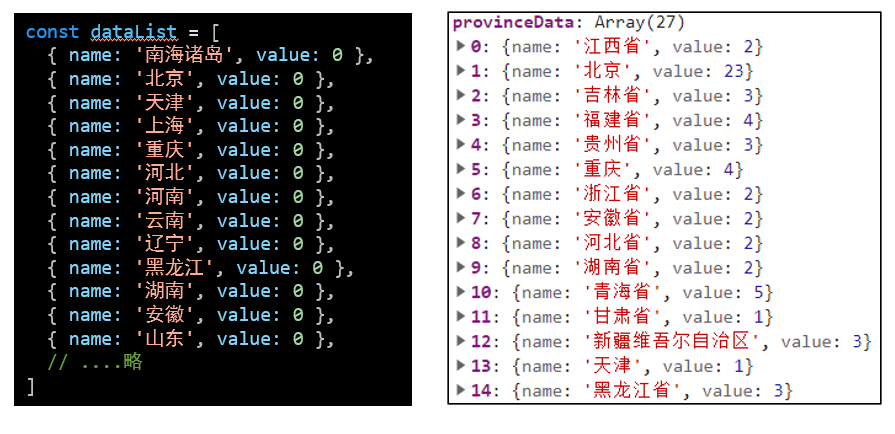 const dataList = [
{ name: '南海诸岛', value: 0 },
{ name: '北京', value: 0 },
{ name: '天津', value: 0 },
{ name: '上海', value: 0 },
{ name: '重庆', value: 0 },
{ name: '河北', value: 0 },
{ name: '河南', value: 0 },
{ name: '云南', value: 0 },
{ name: '辽宁', value: 0 },
{ name: '黑龙江', value: 0 },
{ name: '湖南', value: 0 },
{ name: '安徽', value: 0 },
{ name: '山东', value: 0 },
// ....略
]
provinceData: Array(27)
0: {name: '江西省', value: 2}
1: {name: '北京', value: 23}
2: {name: '吉林省', value: 3}
3: {name: '福建省', value: 4}
4: {name: '贵州省', value: 3}
5: {name: '重庆', value: 4}
6: {name: '浙江省', value: 2}
7: {name: '安徽省', value: 2}
8: {name: '河北省', value: 2}
9: {name: '湖南省', value: 2}
10: {name: '青海省', value: 5}
11: {name: '甘肃省', value: 1}
12: {name: '新疆维吾尔自治区', value: 3}
13: {name: '天津', value: 1}
14: {name: '黑龙江省', value: 3}